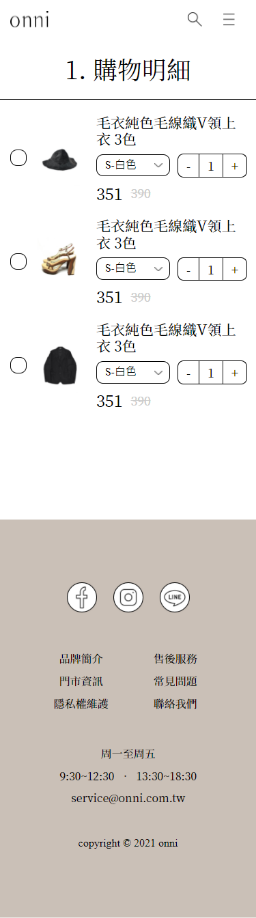 onni
1. 購物明細
毛衣純色毛線織V領上
衣 3色
S-白色
- 1 +
351 390
毛衣純色毛線織V領上
衣 3色
S-白色
- 1 +
351 390
毛衣純色毛線織V領上
衣 3色
S-白色
- 1 +
351 390
LINE
品牌簡介 售後服務
門市資訊 常見問題
隱私權維護 聯絡我們
周一至周五
9:30~12:30 · 13:30~18:30
service@onni.com.tw
copyright © 2021 onni